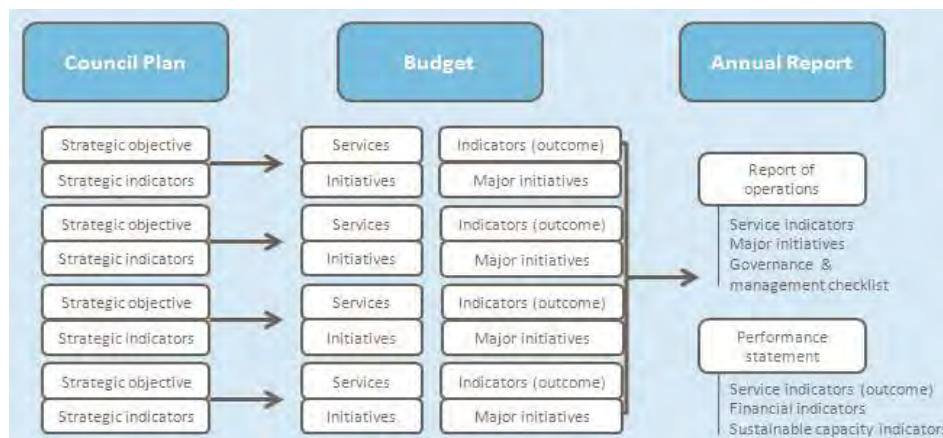 Council Plan
Budget
Annual Report
Strategic objective
Strategic indicators
Services
Initiatives
Indicators (outcome)
Major initiatives
Strategic objective
Strategic indicators
Services
Initiatives
Indicators (outcome)
Major initiatives
Strategic objective
Strategic indicators
Services
Initiatives
Indicators (outcome)
Major initiatives
Strategic objective
Strategic indicators
Services
Initiatives
Indicators (outcome)
Major initiatives
Report of
operations
Service indicators
Major initiatives
Governance &
management checklist
Performance
statement
Service indicators (outcome)
Financial indicators
Sustainable capacity indicators